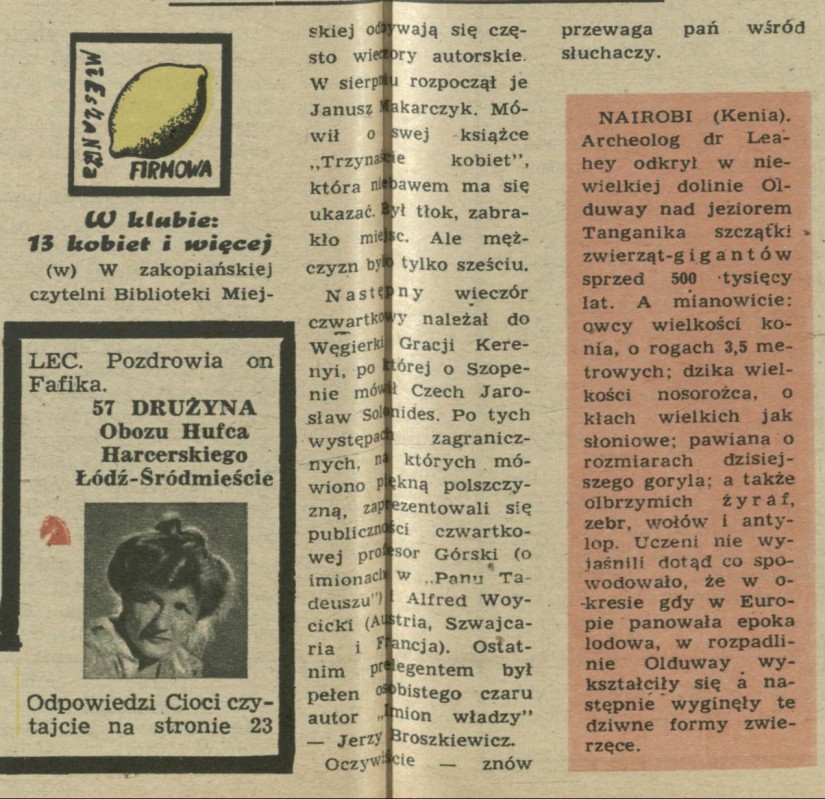 MIESZANKA
FIRMOWA
W klubie:
13 kobiet i więcej
(w) W zakopiańskiej
czytelni Biblioteki Miej-
skiej odbywają się czę-
sto wieczory autorskie.
W sierpniu rozpoczął je
Janusz Makarczyk. Mó-
wił o swej książce
„Trzynaście kobiet",
która niebawem ma się
ukazać. Był tłok, zabra-
kło miejsc. Ale męż-
czyzn było tylko sześciu.
Następny wieczór
czwartkowy należał do
Węgierki Gracji Kere-
nyi, po której o Szope-
nie mówił Czech Jaro-
sław Solonides. Po tych
występach zagranicz-
nych, na których mó-
wiono piękną polszczy-
zną, zaprezentowali się
publiczności czwartko-
wej profesor Górski (o
imionach w „Panu Ta-
deuszu") i Alfred Woy-
cicki (Austria, Szwajca-
ria i Francja). Ostat-
nim prelegentem był
pełen osobistego czaru
autor „Imion władzy"
— Jerzy Broszkiewicz.
Oczywiście — znów
przewaga pań wśród
słuchaczy.
LEC. Pozdrowia on
Fafika.
57 DRUŻYNA
Obozu Hufca
Harcerskiego
Łódź-Śródmieście
Odpowiedzi Cioci czy-
tajcie na stronie 23
NAIROBI (Kenia).
Archeolog dr Lea-
hey odkrył w nie-
wielkiej dolinie Ol-
duway nad jeziorem
Tanganika szczątki
zwierząt-gigantów
sprzed 500 tysięcy
lat. A mianowicie:
owcy wielkości ko-
nia, o rogach 3,5 me-
trowych; dzika wiel-
kości nosorożca, o
kłach wielkich jak
słoniowe; pawiana o
rozmiarach dzisiej-
szego goryla; a także
olbrzymich żyraf,
zebr, wołów i anty-
lop. Uczeni nie wy-
jaśnili dotąd co spo-
wodowało, że w o-
kresie gdy w Euro-
pie panowała epoka
lodowa, w rozpadli-
nie Olduway wy-
kształciły się a na-
stępnie wyginęły te
dziwne formy zwie-
rzęce.